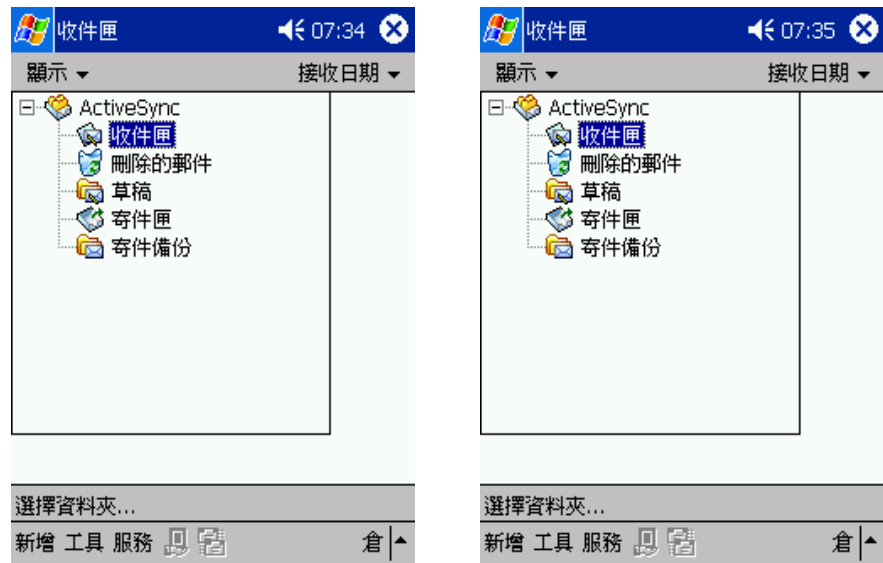 收件匣 07:34
顯示 接收日期
ActiveSync
收件匣
刪除的郵件
草稿
寄件匣
寄件備份
選擇資料夾...
新增 工具 服務 倉
收件匣 07:35
顯示 接收日期
ActiveSync
收件匣
刪除的郵件
草稿
寄件匣
寄件備份
選擇資料夾...
新增 工具 服務 倉